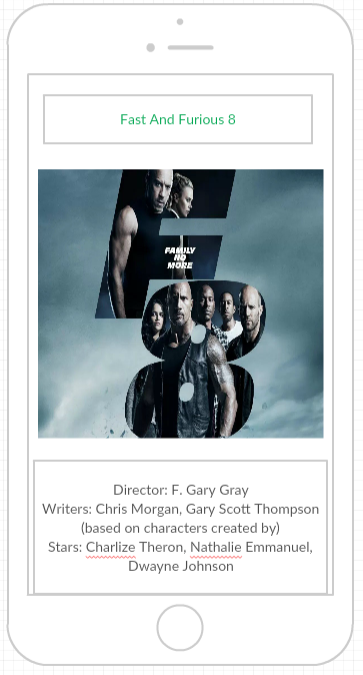 Fast And Furious 8
FAMILY
NO
MORE
Director: F. Gary Gray
Writers: Chris Morgan, Gary Scott Thompson
(based on characters created by)
Stars: Charlize Theron, Nathalie Emmanuel,
Dwayne Johnson